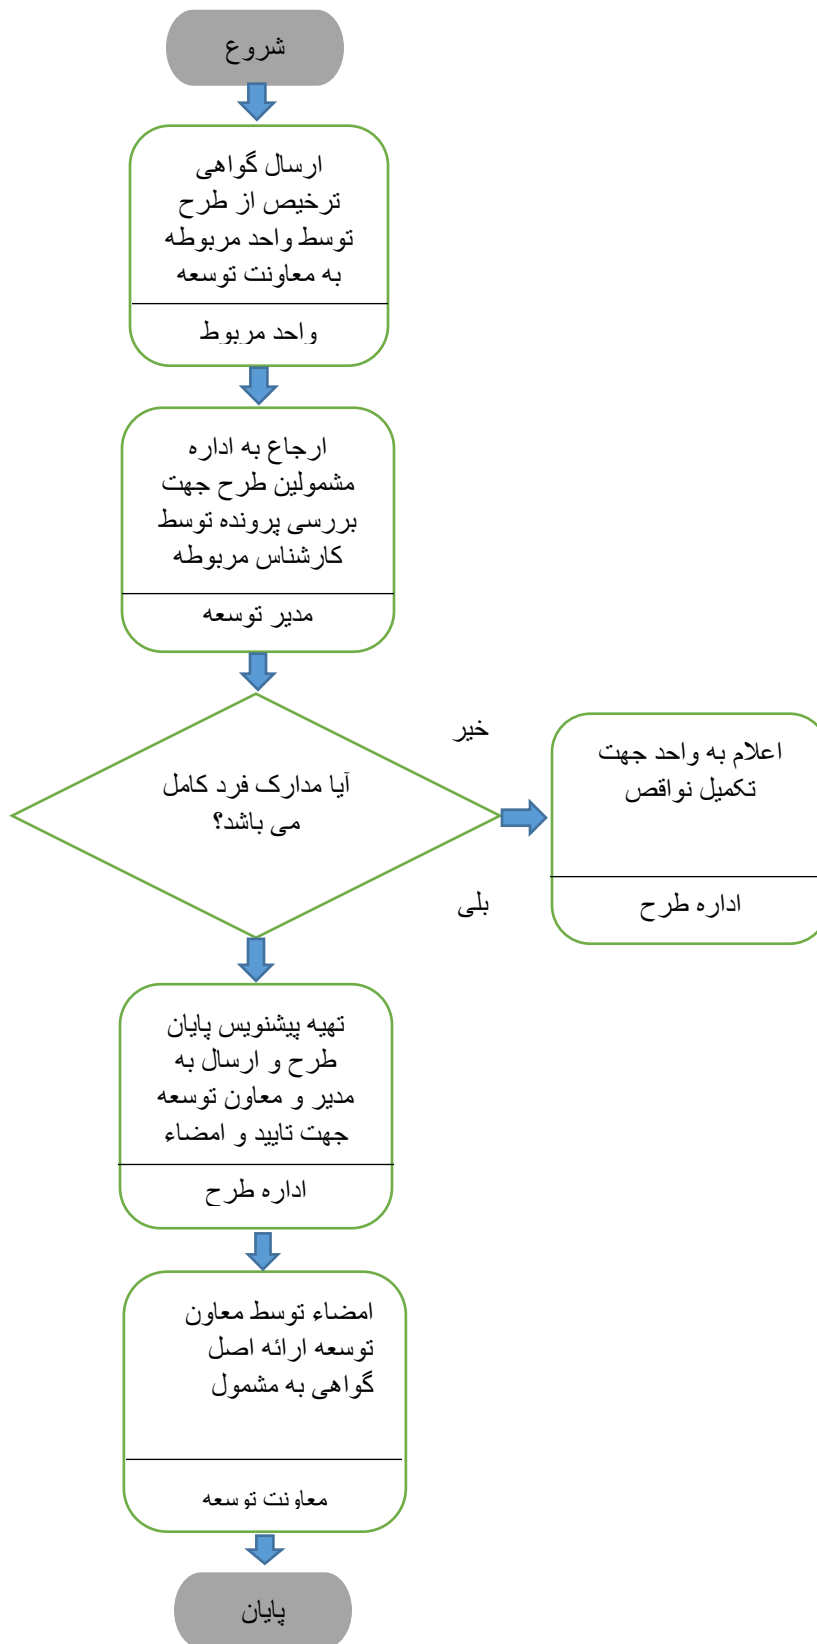 شروع
ارسال گواهی
ترخیص از طرح
توسط واحد مربوطه
به معاونت توسعه
واحد مربوط
ارجاع به اداره
مشمولین طرح جهت
بررسی پرونده توسط
کارشناس مربوطه
مدیر توسعه
آیا مدارک فرد کامل
می باشد؟
خیر
اعلام به واحد جهت
تکمیل نواقص
اداره طرح
بلی
تهیه پیشنویس پایان
طرح و ارسال به
مدیر و معاون توسعه
جهت تایید و امضاء
اداره طرح
امضاء توسط معاون
توسعه ارائه اصل
گواهی به مشمول
معاونت توسعه
پایان